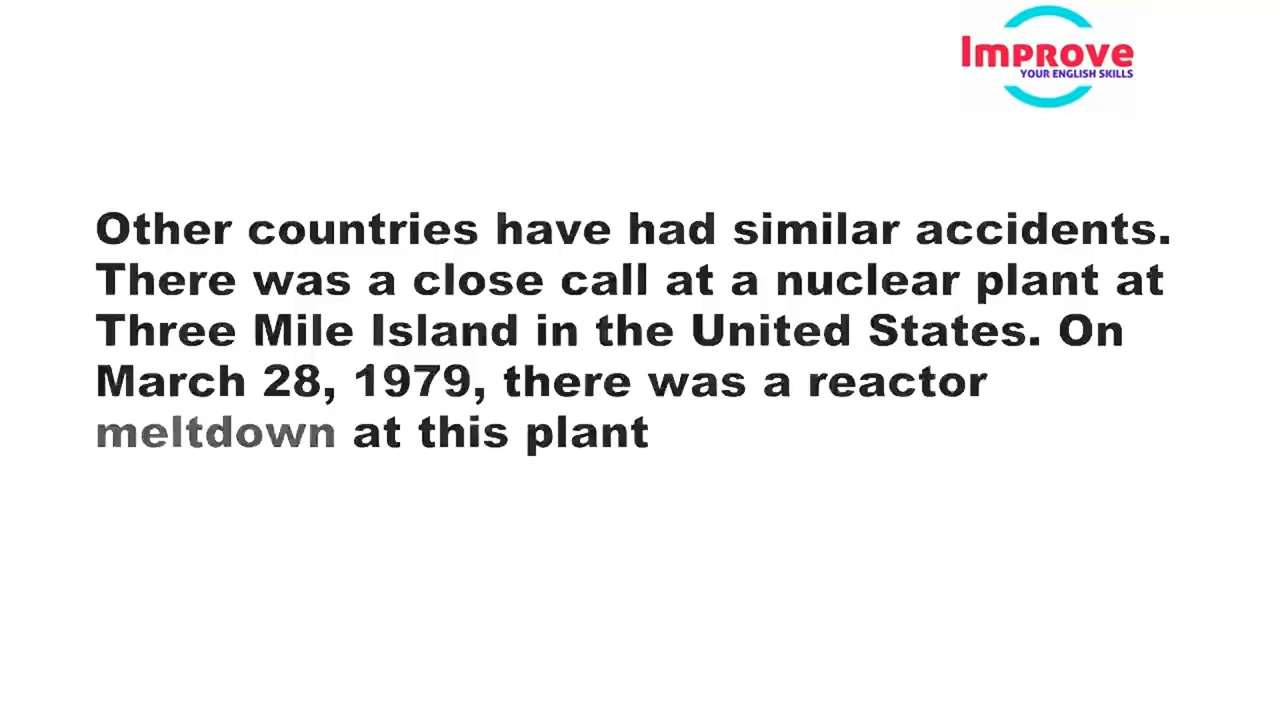 Improve
YOUR ENGLISH SKILLS
Other countries have had similar accidents.
There was a close call at a nuclear plant at
Three Mile Island in the United States. On
March 28, 1979, there was a reactor
meltdown at this plant